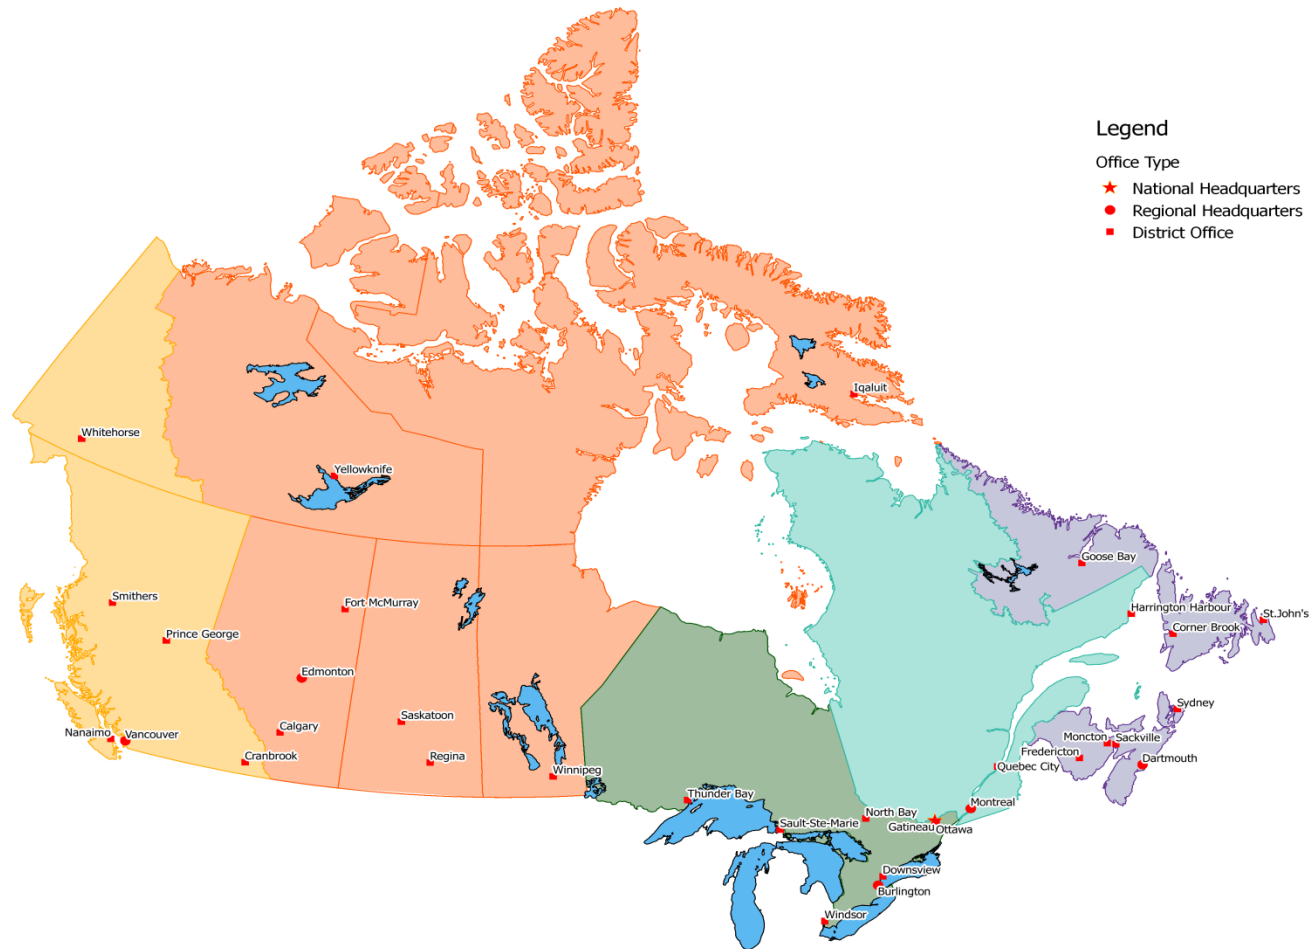 Legend
Office Type
National Headquarters
Regional Headquarters
District Office
Iqaluit
Whitehorse
Yellowknife
Goose Bay
Smithers
Fort McMurray
Harrington Harbour
St.John's
Corner Brook
Prince George
Edmonton
Sydney
Saskatoon
Calgary
Nanaimo
Vancouver
Moncton
Sackville
Fredericton
Cranbrook
Regina
Dartmouth
Quebec City
Winnipeg
Thunder Bay
Montreal
North Bay
Sault-Ste-Marie
Gatineau
Ottawa
Downsview
Burlington
Windsor